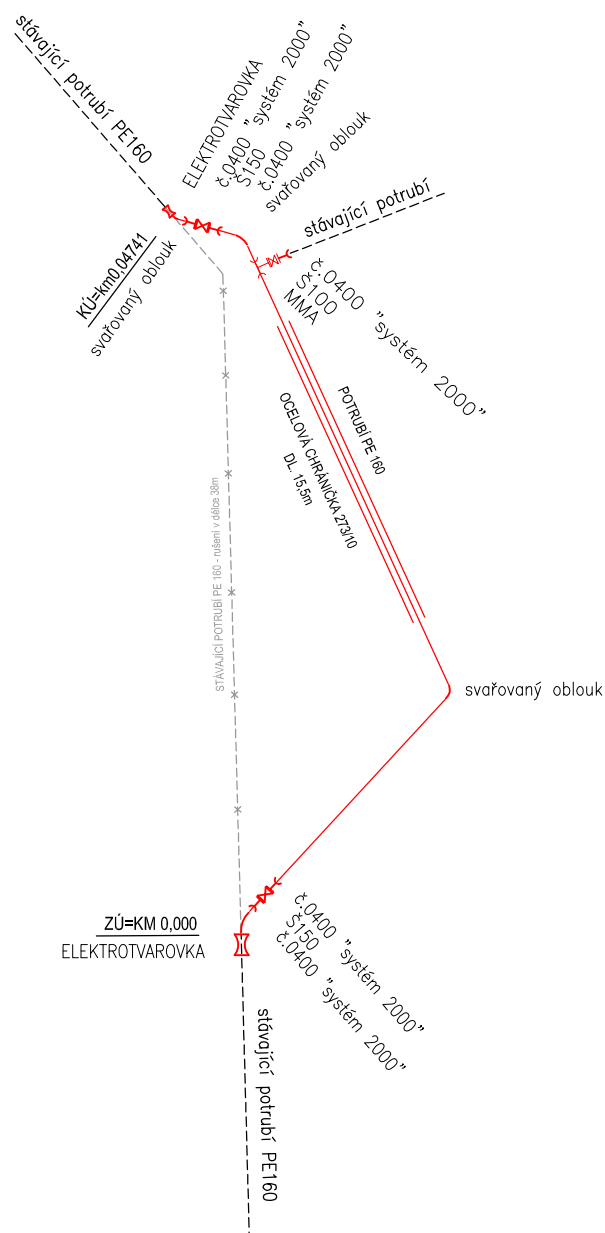 stávající potrubí PE160
ELEKTROTVAROVKA
č.0400 "systém 2000"
Š150
č.0400 "systém 2000"
svařovaný oblouk
stávající potrubí
KÚ=km0,04741
svařovaný oblouk
č.0400 "systém 2000"
Š100
MMA
POTRUBÍ PE 160
OCELOVÁ CHRÁNIČKA 273/10
DL. 15,5m
STÁVAJÍCÍ POTRUBÍ PE 160 - rušení v délce 38m
svařovaný oblouk
č.0400 "systém 2000"
Š150
č.0400 "systém 2000"
ZÚ=KM 0,000
ELEKTROTVAROVKA
stávající potrubí PE160